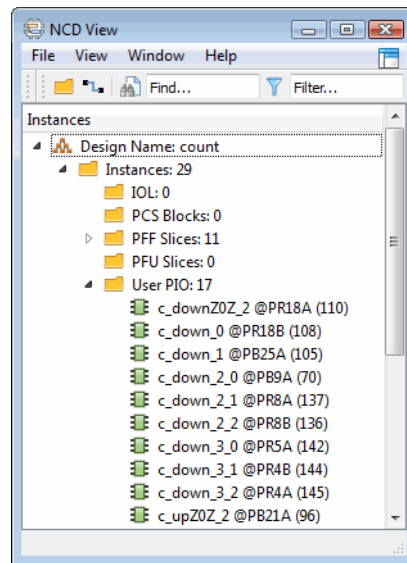 NCD View
File View Window Help
Find... Filter...
Instances
Design Name: count
Instances: 29
IOL: 0
PCS Blocks: 0
PFF Slices: 11
PFU Slices: 0
User PIO: 17
c_downZ0Z_2 @PR18A (110)
c_down_0 @PR18B (108)
c_down_1 @PB25A (105)
c_down_2_0 @PB9A (70)
c_down_2_1 @PR8A (137)
c_down_2_2 @PR8B (136)
c_down_3_0 @PR5A (142)
c_down_3_1 @PR4B (144)
c_down_3_2 @PR4A (145)
c_upZ0Z_2 @PB21A (96)